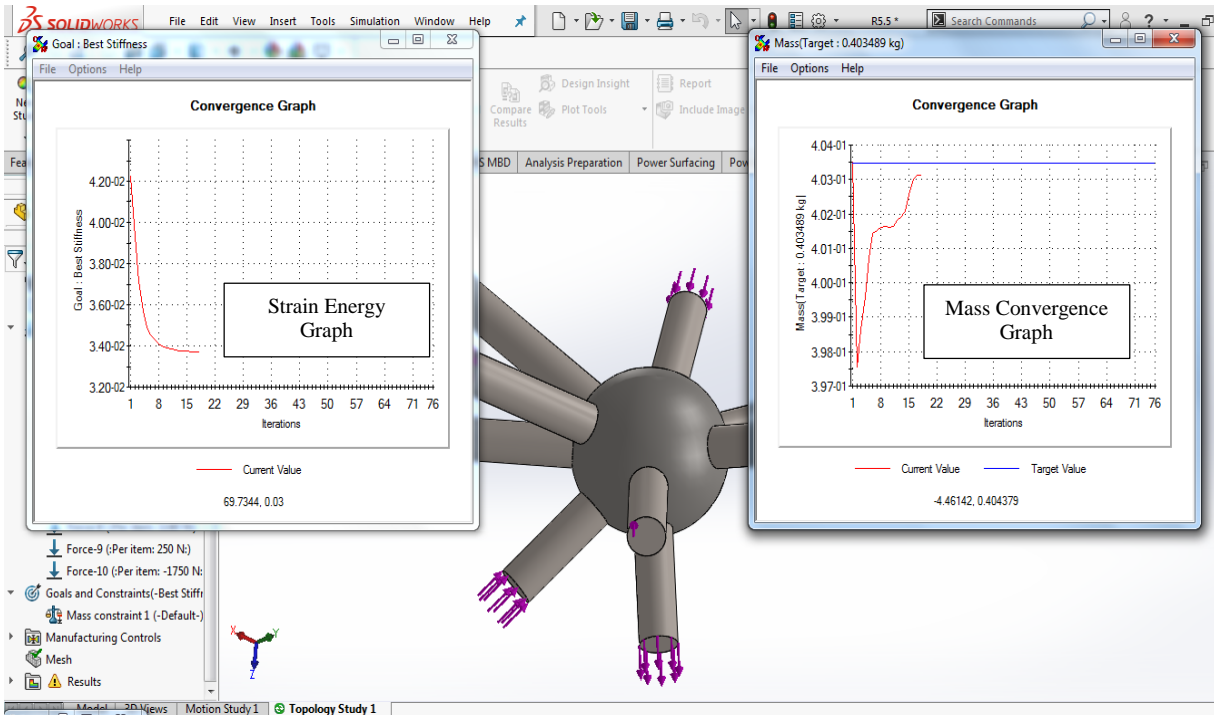 SOLIDWORKS File Edit View Insert Tools Simulation Window Help R5.5 * Search Commands ?
Goal : Best Stiffness
File Options Help
Convergence Graph
4.20-02
4.00-02
3.80-02
3.60-02
3.40-02
3.20-02
Goal : Best Stiffness
1 8 15 22 29 36 43 50 57 64 71 76
Iterations
Strain Energy
Graph
Current Value
69.7344, 0.03
Compare
Results
Design Insight
Plot Tools
Report
Include Image
S MBD Analysis Preparation Power Surfacing
Mass(Target : 0.403489 kg)
File Options Help
Convergence Graph
4.04-01
4.03-01
4.02-01
4.01-01
4.00-01
3.99-01
3.98-01
3.97-01
Mass(Target : 0.403489 kg)
1 8 15 22 29 36 43 50 57 64 71 76
Iterations
Mass Convergence
Graph
Current Value Target Value
-4.46142, 0.404379
Force-9 (:Per item: 250 N:)
Force-10 (:Per item: -1750 N:
Goals and Constraints(-Best Stiffr
Mass constraint 1 (-Default-)
Manufacturing Controls
Mesh
Results
X Y
Z
Model 3D Views Motion Study 1 Topology Study 1